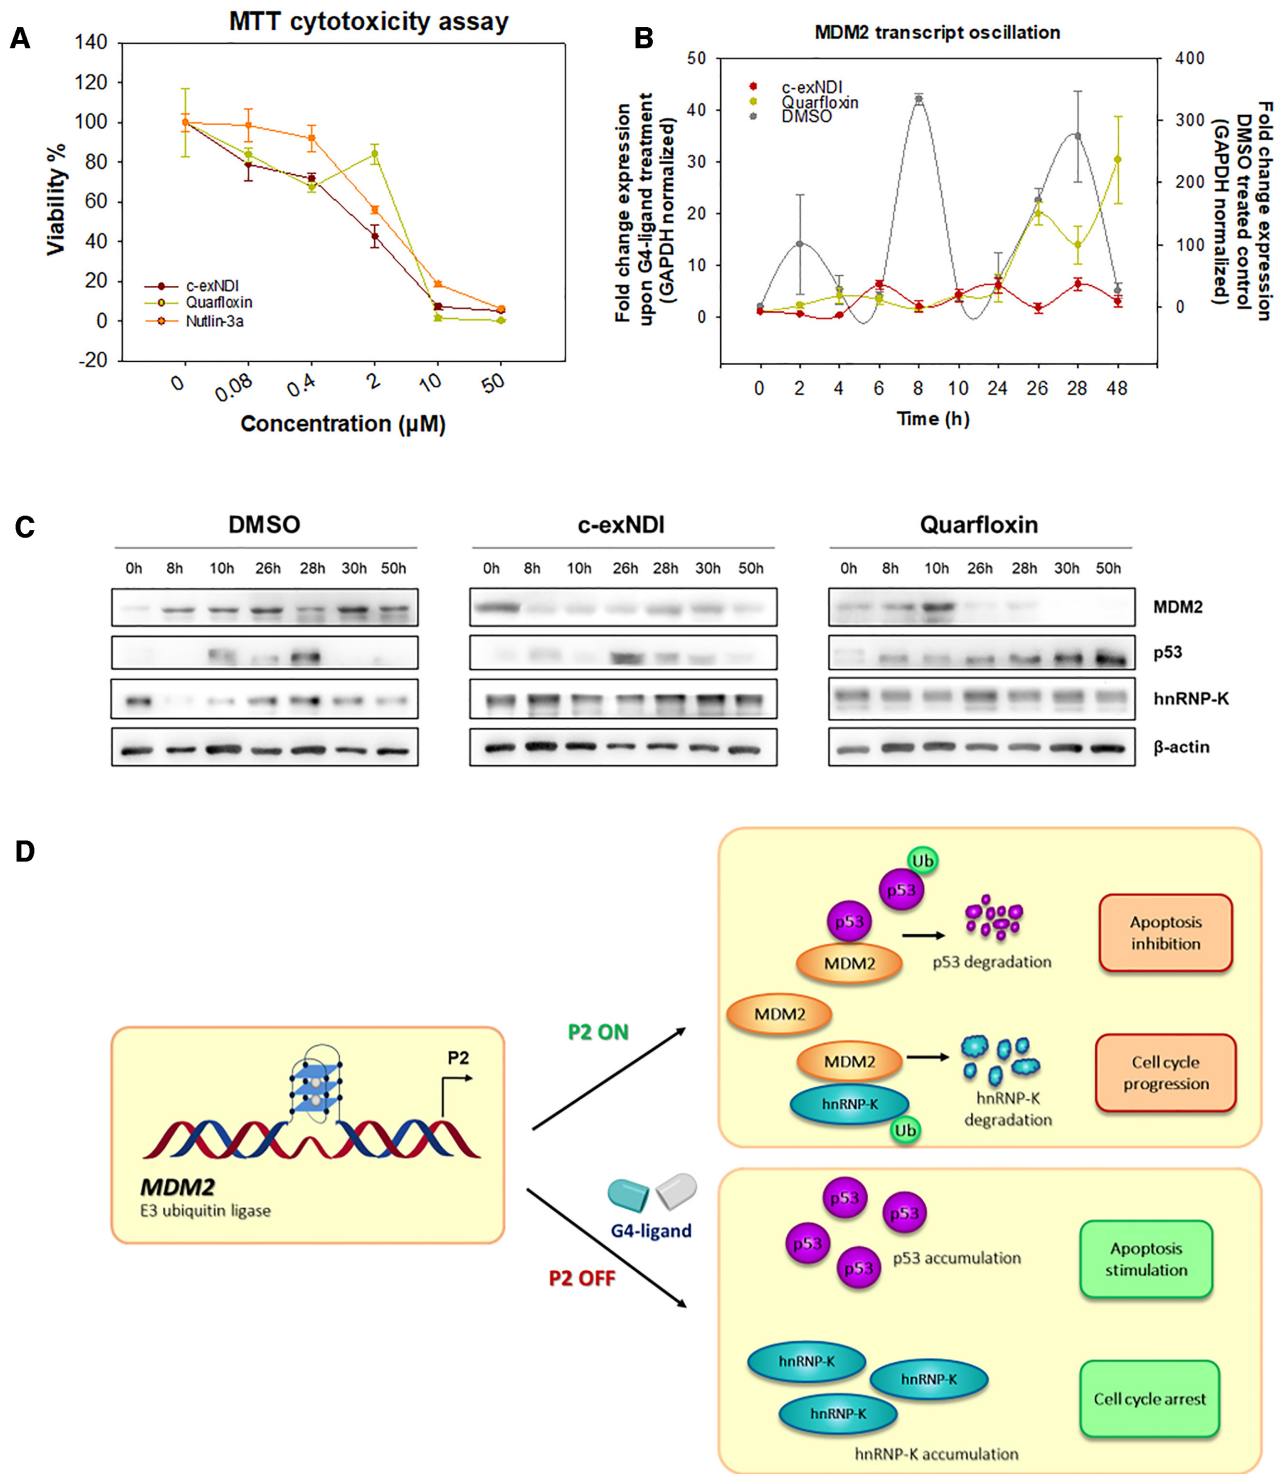 A
MTT cytotoxicity assay
140
120
100
80
60
40
20
0
-20
Viability %
c-exNDI
Quarfloxin
Nutlin-3a
0
0.08
0.4
2
10
50
Concentration (µM)
B
MDM2 transcript oscillation
50
40
30
20
10
0
Fold change expression
upon G4-ligand treatment
(GAPDH normalized)
c-exNDI
Quarfloxin
DMSO
400
300
200
100
0
Fold change expression
DMSO treated control
(GAPDH normalized)
0 2 4 6 8 10 24 26 28 48
Time (h)
C
DMSO
0h 8h 10h 26h 28h 30h 50h
c-exNDI
0h 8h 10h 26h 28h 30h 50h
Quarfloxin
0h 8h 10h 26h 28h 30h 50h
MDM2
p53
hnRNP-K
β-actin
D
P2
MDM2
E3 ubiquitin ligase
P2 ON
G4-ligand
P2 OFF
Ub
p53
p53
MDM2
p53 degradation
Apoptosis
inhibition
MDM2
MDM2
hnRNP-K
Ub
hnRNP-K
degradation
Cell cycle
progression
p53
p53
p53
p53
p53 accumulation
Apoptosis
stimulation
hnRNP-K
hnRNP-K
hnRNP-K
hnRNP-K accumulation
Cell cycle arrest